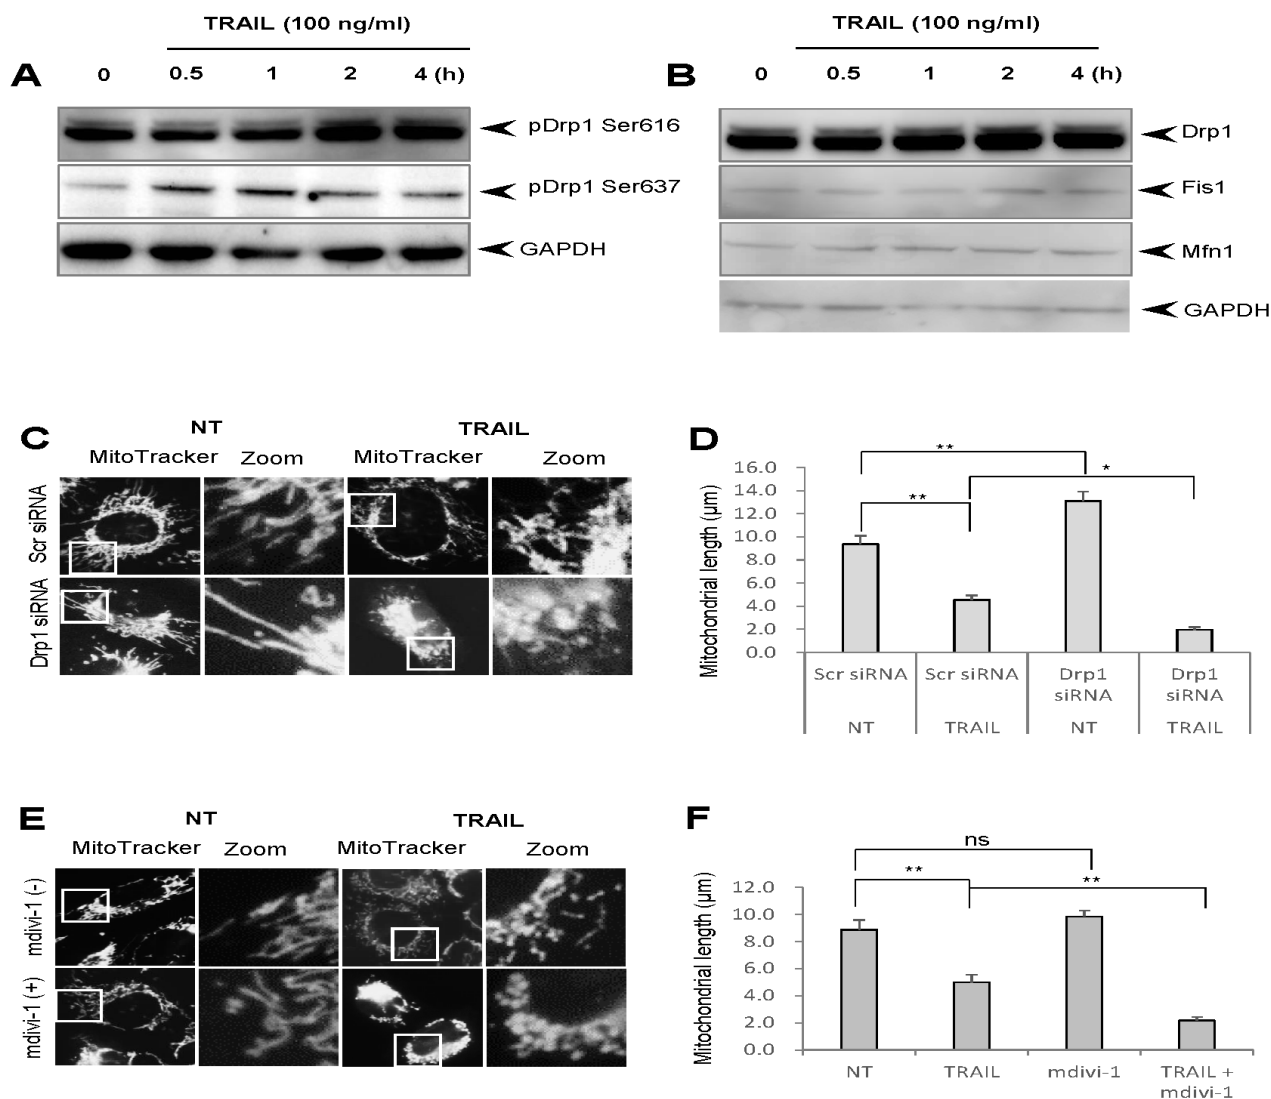 TRAIL (100 ng/ml)
A 0 0.5 1 2 4 (h)
pDrp1 Ser616
pDrp1 Ser637
GAPDH
TRAIL (100 ng/ml)
B 0 0.5 1 2 4 (h)
Drp1
Fis1
Mfn1
GAPDH
C NT TRAIL
MitoTracker Zoom MitoTracker Zoom
Scr siRNA
Drp1 siRNA
D
**
*
**
Mitochondrial length (μm)
16.0
14.0
12.0
10.0
8.0
6.0
4.0
2.0
0.0
Scr siRNA Scr siRNA Drp1 siRNA Drp1 siRNA
NT TRAIL NT TRAIL
E NT TRAIL
MitoTracker Zoom MitoTracker Zoom
mdivi-1 (-)
mdivi-1 (+)
F
ns
** **
Mitochondrial length (μm)
12.0
10.0
8.0
6.0
4.0
2.0
0.0
NT TRAIL mdivi-1 TRAIL + mdivi-1